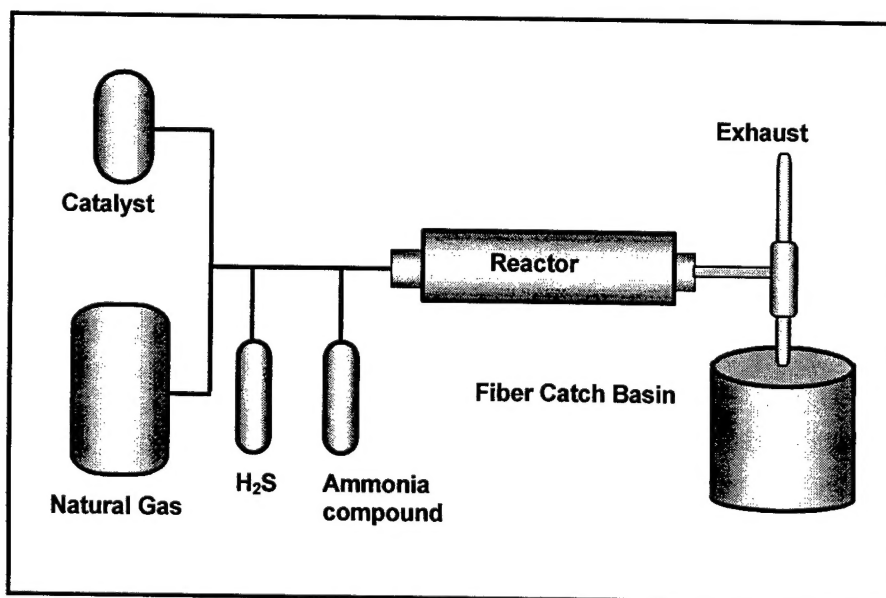 Exhaust
Catalyst
Reactor
Fiber Catch Basin
Natural Gas
H₂S
Ammonia
compound